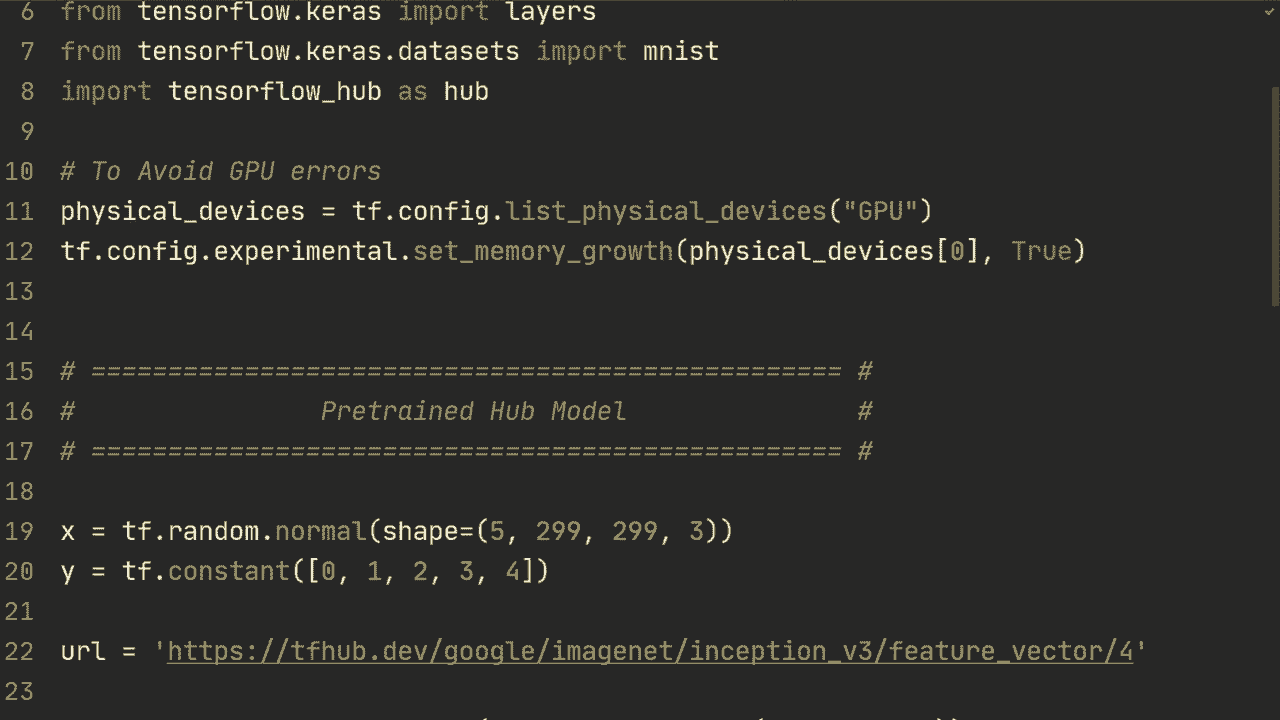 6 from tensorflow.keras import layers
7 from tensorflow.keras.datasets import mnist
8 import tensorflow_hub as hub
9
10 # To Avoid GPU errors
11 physical_devices = tf.config.list_physical_devices("GPU")
12 tf.config.experimental.set_memory_growth(physical_devices[0], True)
13
14
15 # ================================================= #
16 # Pretrained Hub Model #
17 # ================================================= #
18
19 x = tf.random.normal(shape=(5, 299, 299, 3))
20 y = tf.constant([0, 1, 2, 3, 4])
21
22 url = 'https://tfhub.dev/google/imagenet/inception_v3/feature_vector/4'
23